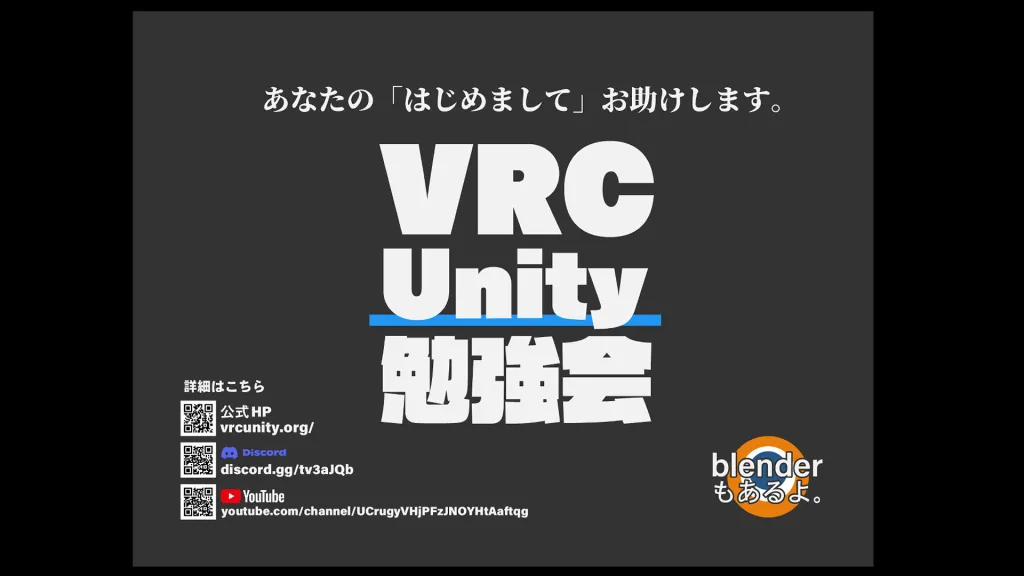 あなたの「はじめまして」お助けします。
VRC
Unity
勉強会
詳細はこちら
公式HP
vrcunity.org/
Discord
discord.gg/tv3aJQb
YouTube
youtube.com/channel/UCrugyVHjPFzJNOYHtAaftqg
blender
もあるよ。